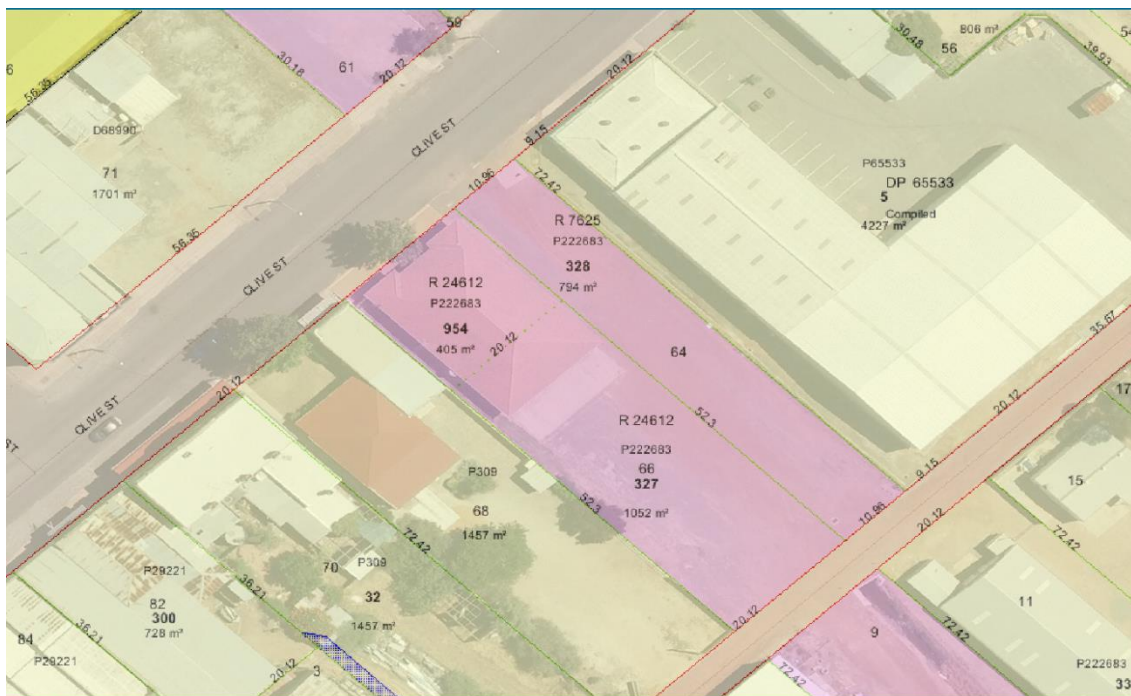 59
30.48
56
806 m²
54
39.93
6
56.35
30.16
61
20.12
20.12
D68990
71
1701 m²
CLIVE ST
9.15
P65533
DP 65533
5
Compiled
4227 m²
10.96
72.42
R 7625
P222683
328
794 m²
56.35
CLIVE ST
R 24612
P222683
954
405 m²
20.12
64
35.67
20.12
CLIVE ST
ST
20.12
52.3
R 24612
P222683
66
327
1052 m²
17
15
9.15
10.96
20.12
P309
68
1457 m²
52.3
72.42
72.42
P29221
82
300
728 m²
36.21
70
P309
32
1457 m²
11
20.12
9
72.42
84
36.21
P29221
20.12
3
72.42
P222683
33